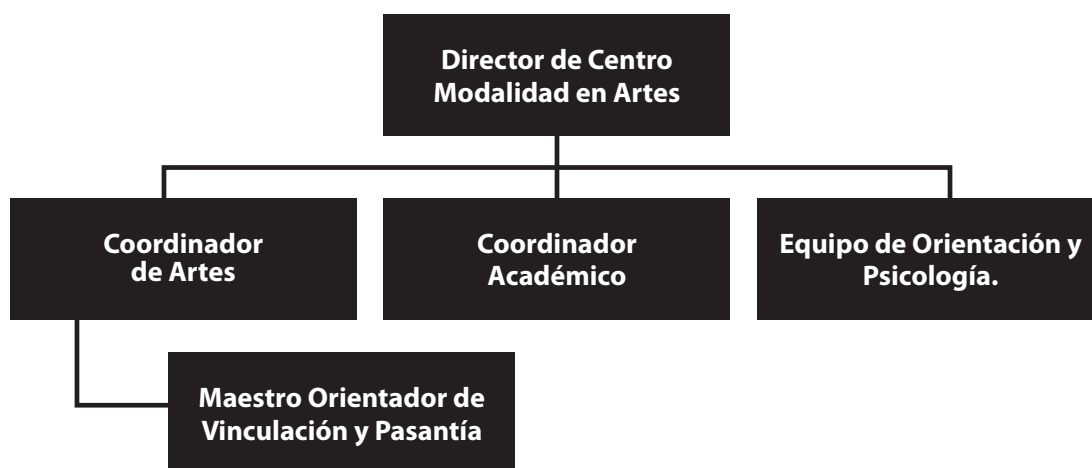 Director de Centro
Modalidad en Artes
Coordinador
de Artes
Coordinador
Académico
Equipo de Orientación y
Psicología.
Maestro Orientador de
Vinculación y Pasantía